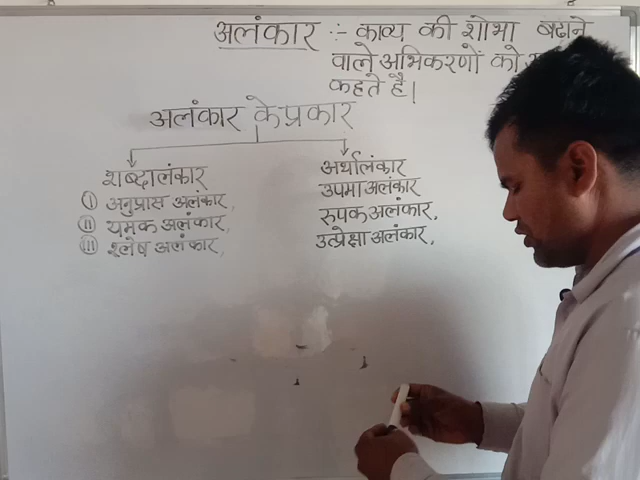 अलंकार :- काव्य की शोभा बढाने
वाले अभिकरणों को
कहते है।
अलंकार के प्रकार
शब्दालंकार
(I) अनुप्रास अलंकार,
(II) यमक अलंकार,
(III) श्लेष अलंकार,
अर्थालंकार
उपमा अलंकार
रुपक अलंकार,
उत्प्रेक्षा अलंकार,